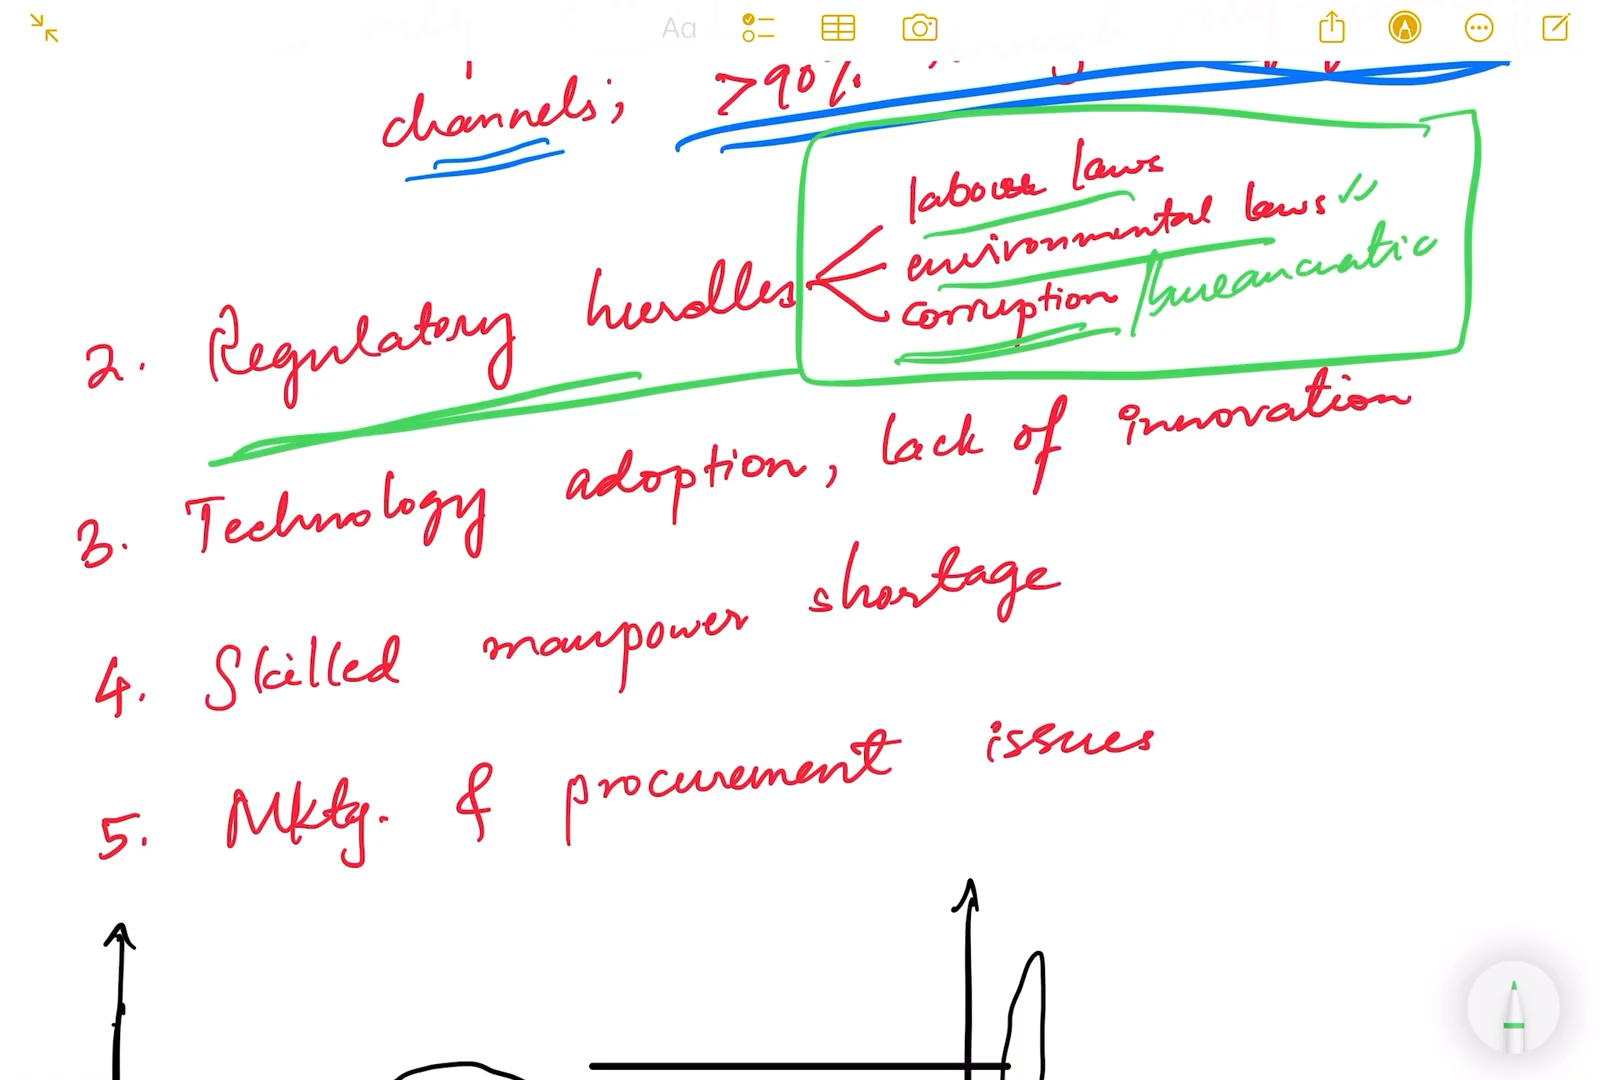 Aa
channels; >90%
labour laws
environmental laws
corruption /bureaucratic
2. Regulatory hurdles
3. Technology adoption, lack of innovation
4. Skilled manpower shortage
5. Mktg. & procurement issues